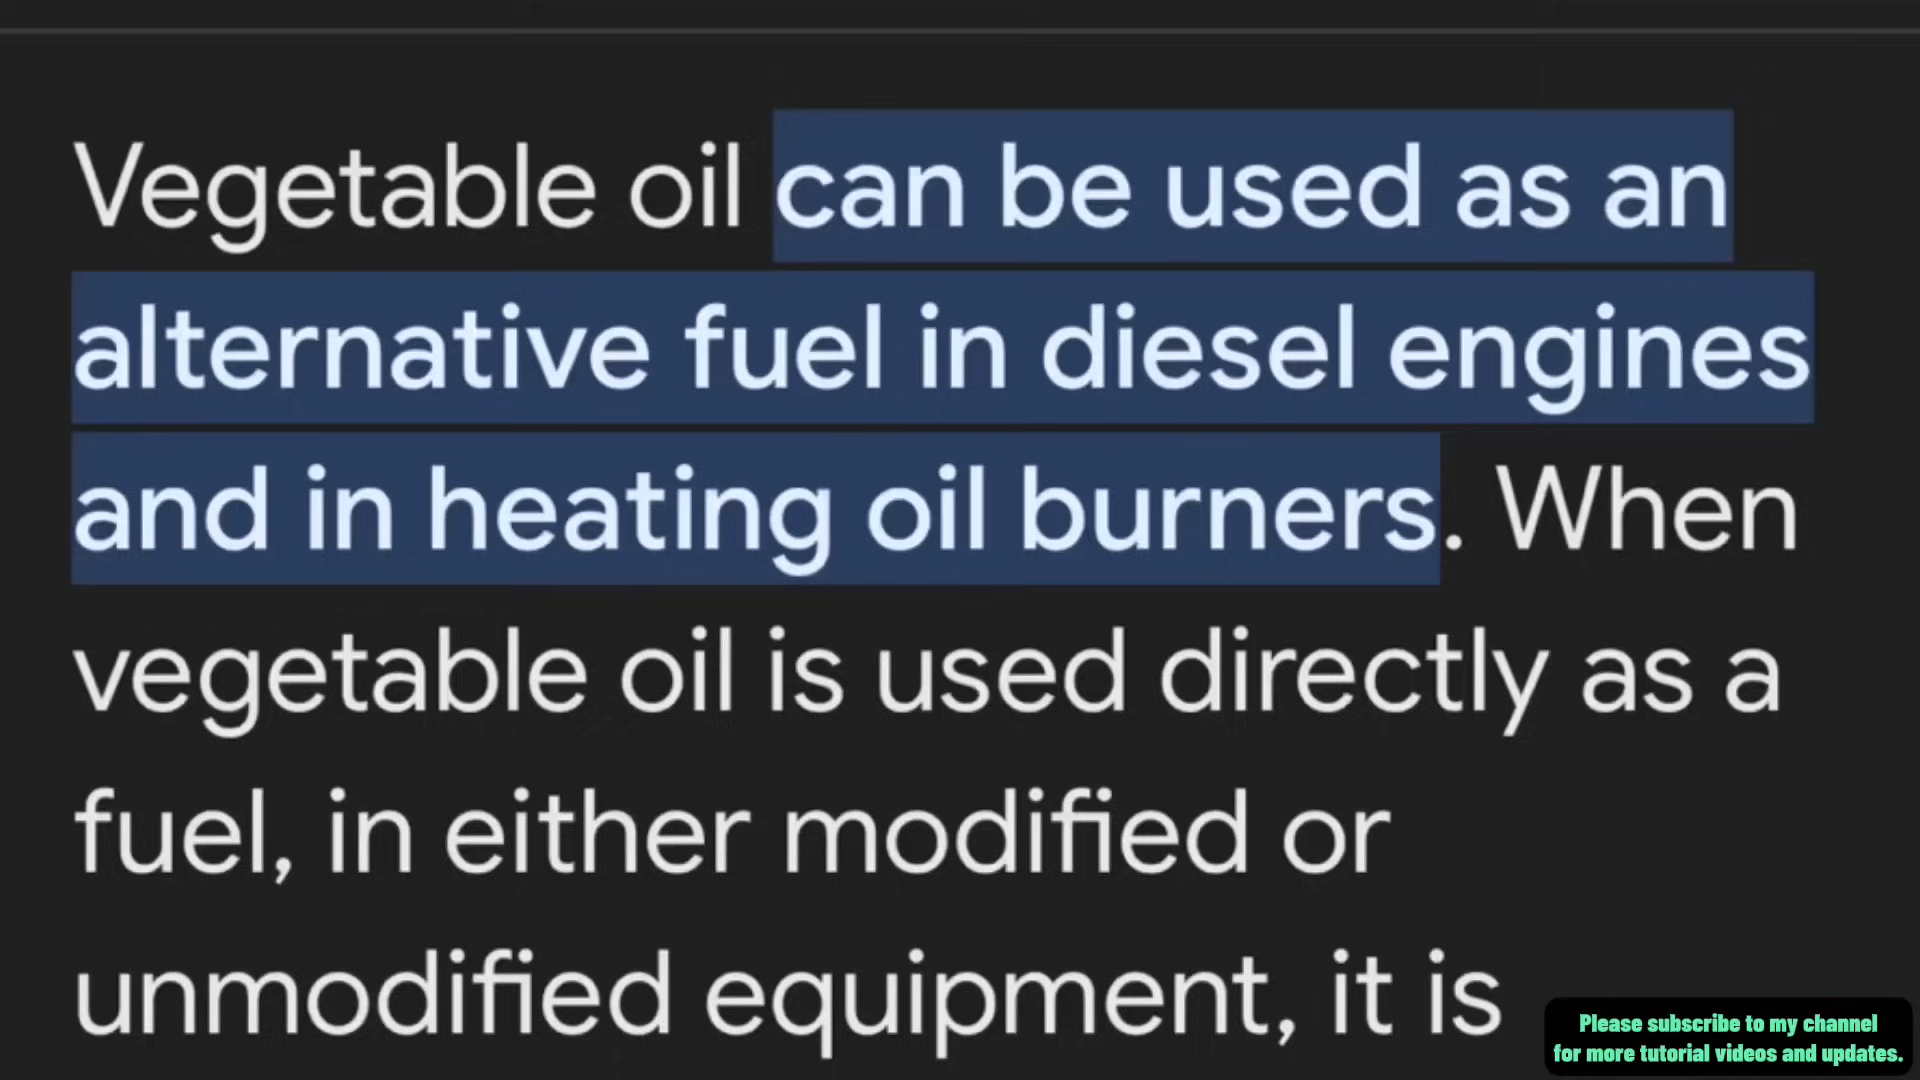 Vegetable oil can be used as an
alternative fuel in diesel engines
and in heating oil burners. When
vegetable oil is used directly as a
fuel, in either modified or
unmodified equipment, it is
Please subscribe to my channel
for more tutorial videos and updates.